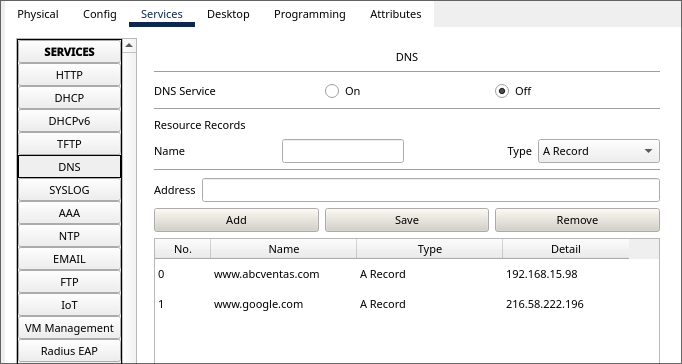 Physical Config Services Desktop Programming Attributes
SERVICES
HTTP
DHCP
DHCPv6
TFTP
DNS
SYSLOG
AAA
NTP
EMAIL
FTP
IoT
VM Management
Radius EAP
DNS
DNS Service On Off
Resource Records
Name Type A Record
Address
Add Save Remove
No. Name Type Detail
0 www.abcventas.com A Record 192.168.15.98
1 www.google.com A Record 216.58.222.196